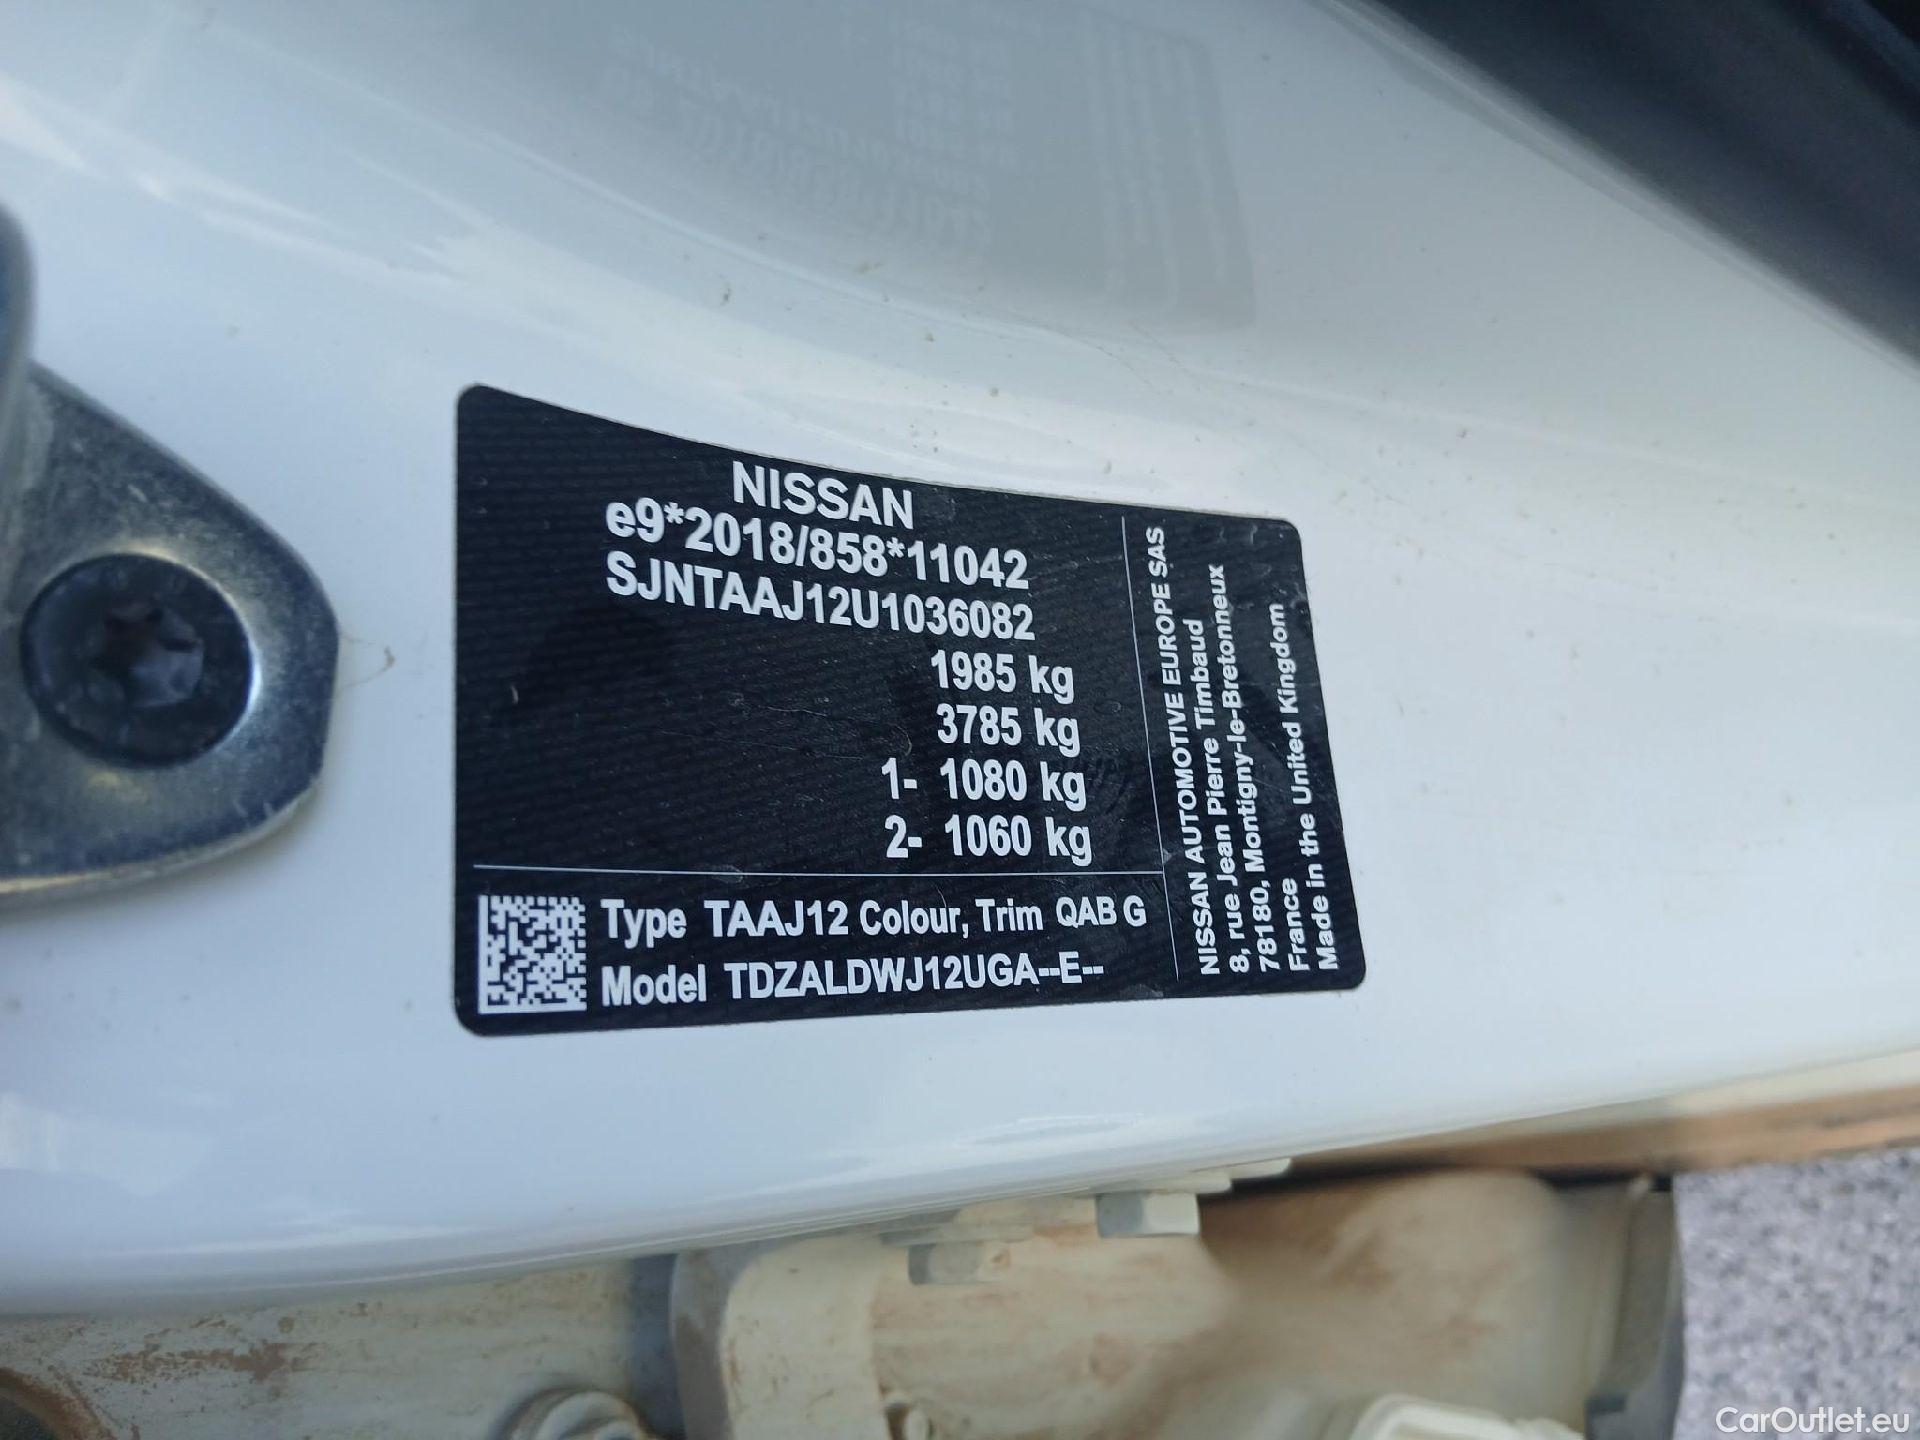 NISSAN
e9*2018/858*11042
SJNTAAJ12U1036082
1985 kg
3785 kg
1- 1080 kg
2- 1060 kg
Type TAAJ12 Colour, Trim QAB G
Model TDZALDWJ12UGA--E--
NISSAN AUTOMOTIVE EUROPE SAS
8, rue Jean Pierre Timbaud
78180, Montigny-le-Bretonneux
France
Made in the United Kingdom
CarOutlet.eu